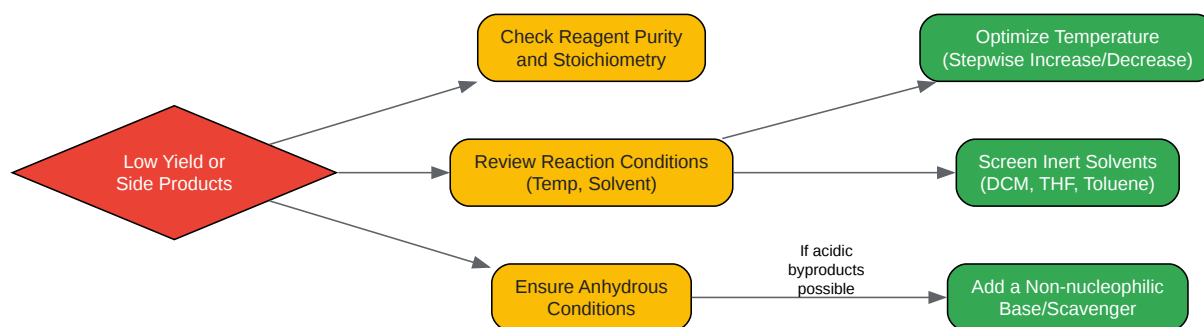 Low Yield or
Side Products
Check Reagent Purity
and Stoichiometry
Review Reaction Conditions
(Temp, Solvent)
Ensure Anhydrous
Conditions
If acidic
byproducts
possible
Optimize Temperature
(Stepwise Increase/Decrease)
Screen Inert Solvents
(DCM, THF, Toluene)
Add a Non-nucleophilic
Base/Scavenger